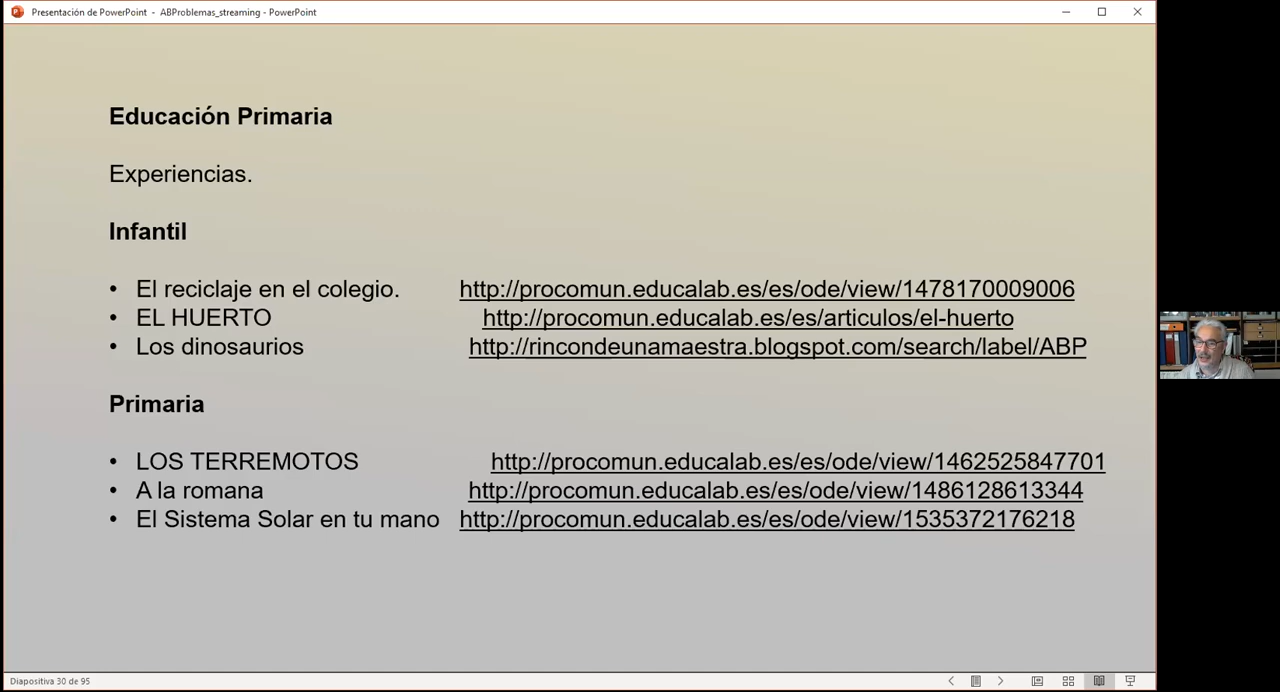 Presentación de PowerPoint - ABProblemas_streaming - PowerPoint
Educación Primaria
Experiencias.
Infantil
• El reciclaje en el colegio. http://procomun.educalab.es/es/ode/view/1478170009006
• EL HUERTO http://procomun.educalab.es/es/articulos/el-huerto
• Los dinosaurios http://rincondeunamaestra.blogspot.com/search/label/ABP
Primaria
• LOS TERREMOTOS http://procomun.educalab.es/es/ode/view/1462525847701
• A la romana http://procomun.educalab.es/es/ode/view/1486128613344
• El Sistema Solar en tu mano http://procomun.educalab.es/es/ode/view/1535372176218
Diapositiva 30 de 95